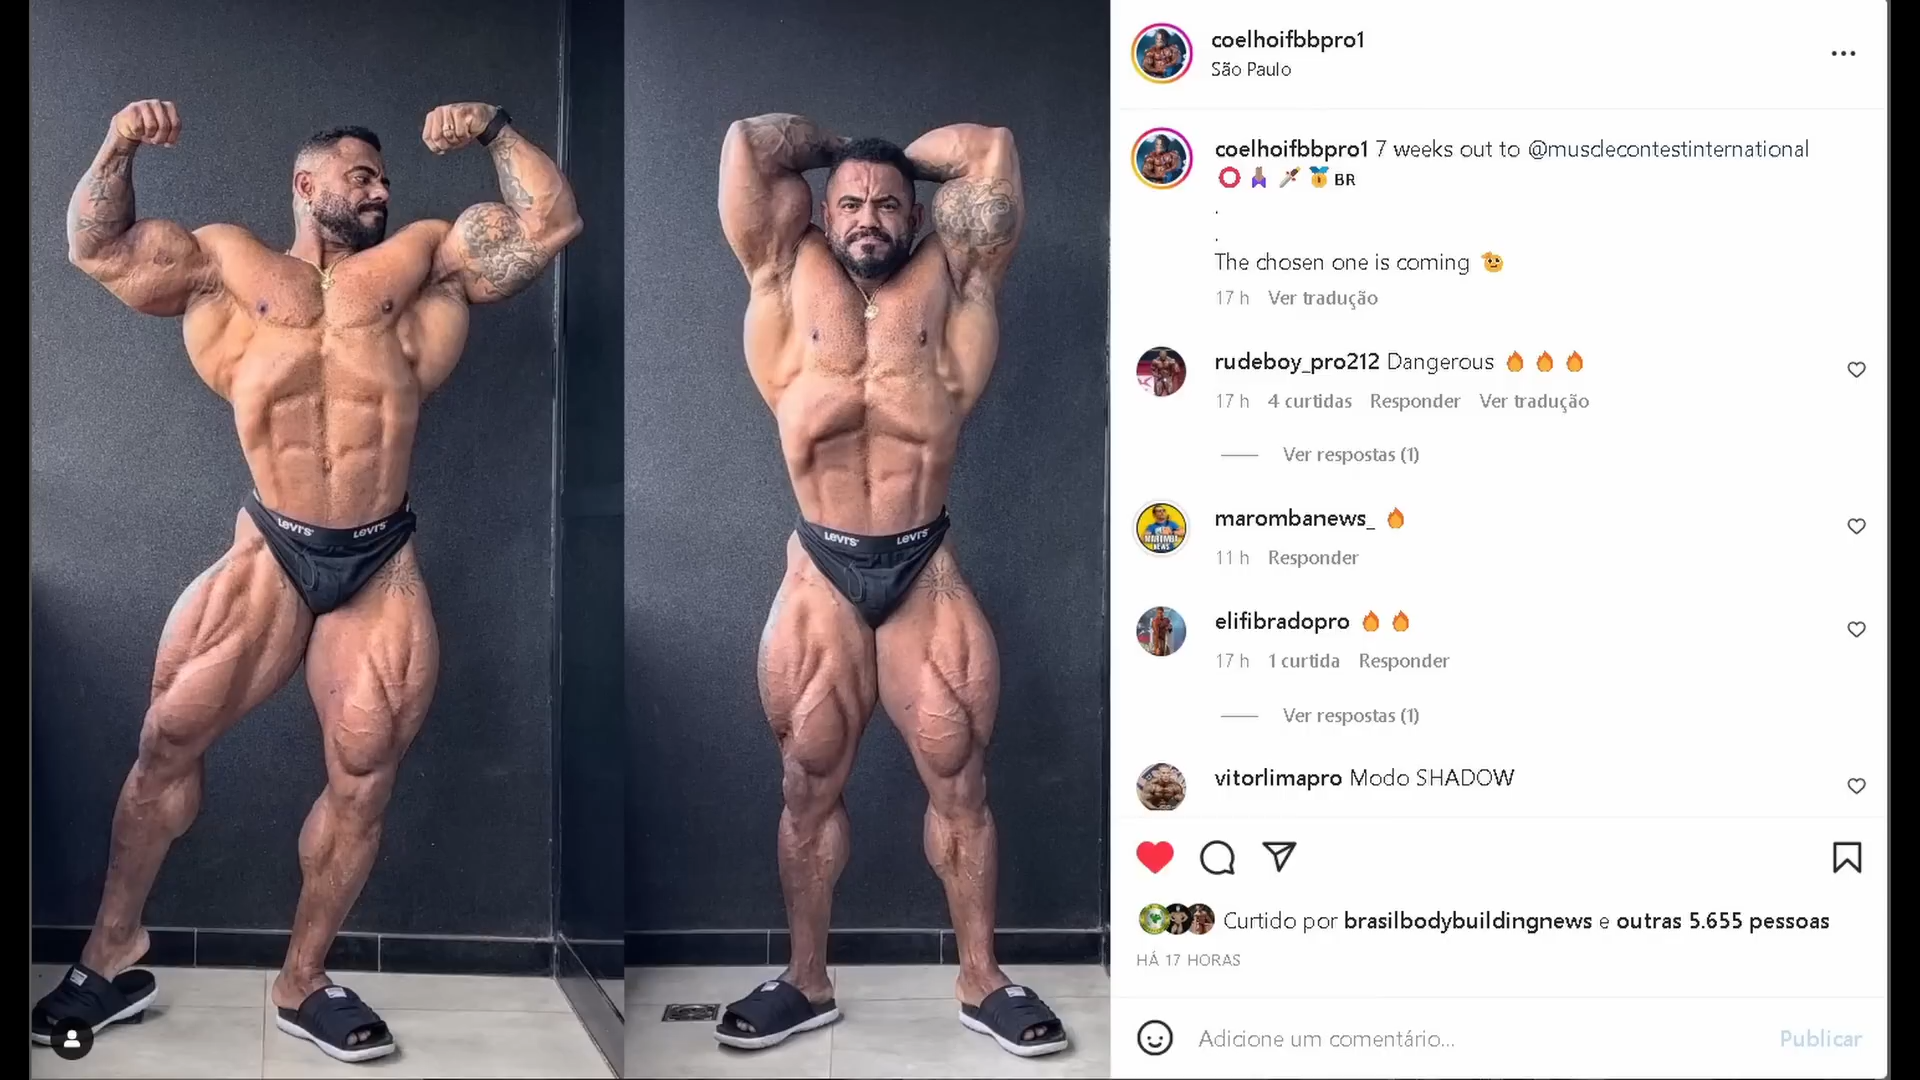 Levi's® Levi's®
Levi's® Levi's®
coelhoifbbpro1
São Paulo
coelhoifbbpro1 7 weeks out to @musclecontestinternational
BR
.
.
The chosen one is coming
17 h Ver tradução
rudeboy_pro212 Dangerous
17 h 4 curtidas Responder Ver tradução
Ver respostas (1)
marombanews_
11 h Responder
MAROMBA
NEWS
elifibradopro
17 h 1 curtida Responder
Ver respostas (1)
vitorlimapro Modo SHADOW
Curtido por brasilbodybuildingnews e outras 5.655 pessoas
HÁ 17 HORAS
Adicione um comentário...
Publicar